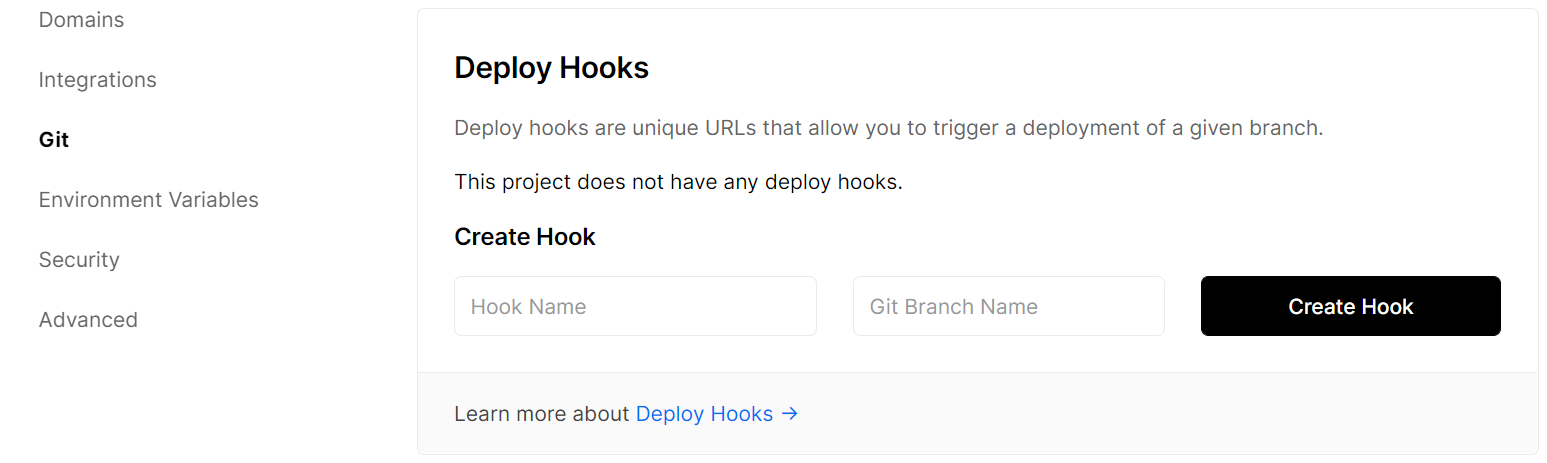 Domains
Integrations
Git
Environment Variables
Security
Advanced
Deploy Hooks
Deploy hooks are unique URLs that allow you to trigger a deployment of a given branch.
This project does not have any deploy hooks.
Create Hook
Hook Name
Git Branch Name
Create Hook
Learn more about Deploy Hooks →